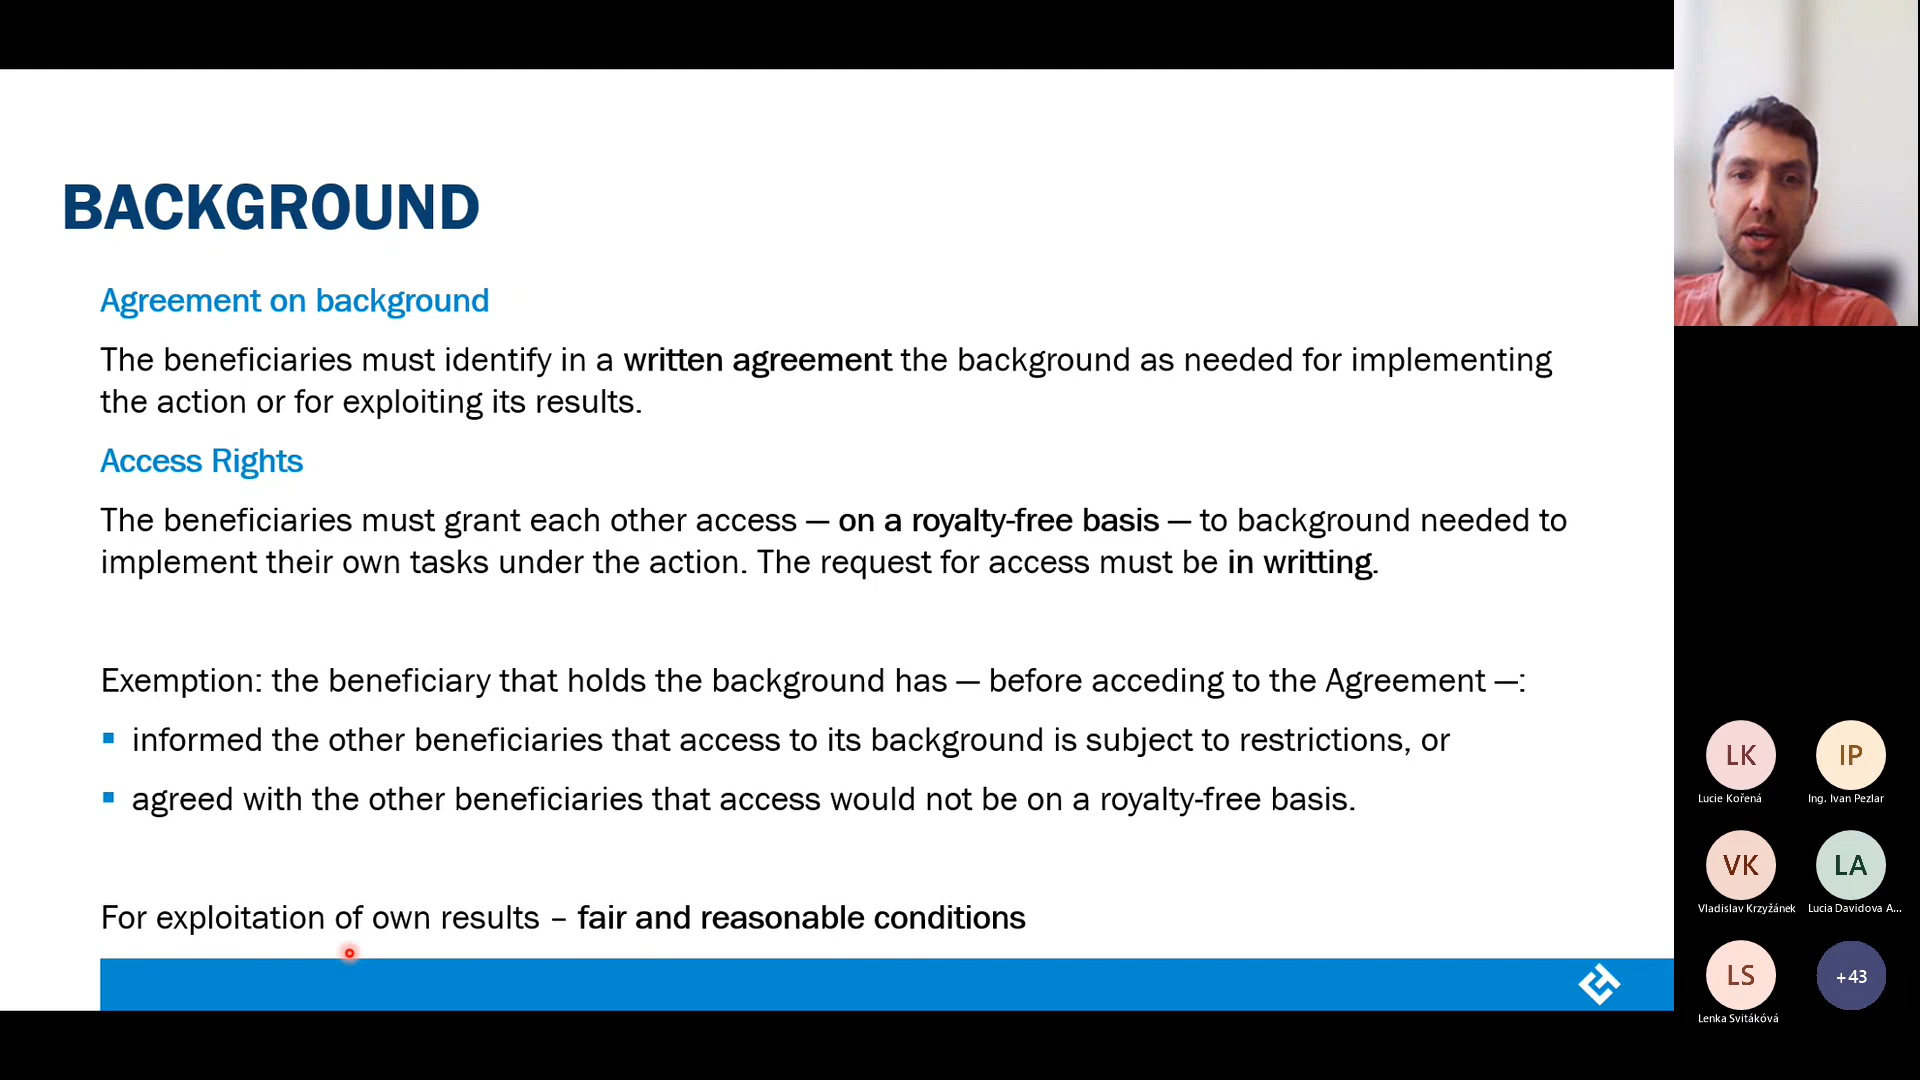 BACKGROUND
Agreement on background
The beneficiaries must identify in a written agreement the background as needed for implementing
the action or for exploiting its results.
Access Rights
The beneficiaries must grant each other access — on a royalty-free basis — to background needed to
implement their own tasks under the action. The request for access must be in writting.
Exemption: the beneficiary that holds the background has — before acceding to the Agreement —:
▪ informed the other beneficiaries that access to its background is subject to restrictions, or
▪ agreed with the other beneficiaries that access would not be on a royalty-free basis.
For exploitation of own results – fair and reasonable conditions
LK
Lucie Kořená
IP
Ing. Ivan Pezlar
VK
Vladislav Krzyžánek
LA
Lucia Davidova A...
LS
Lenka Svitáková
+43